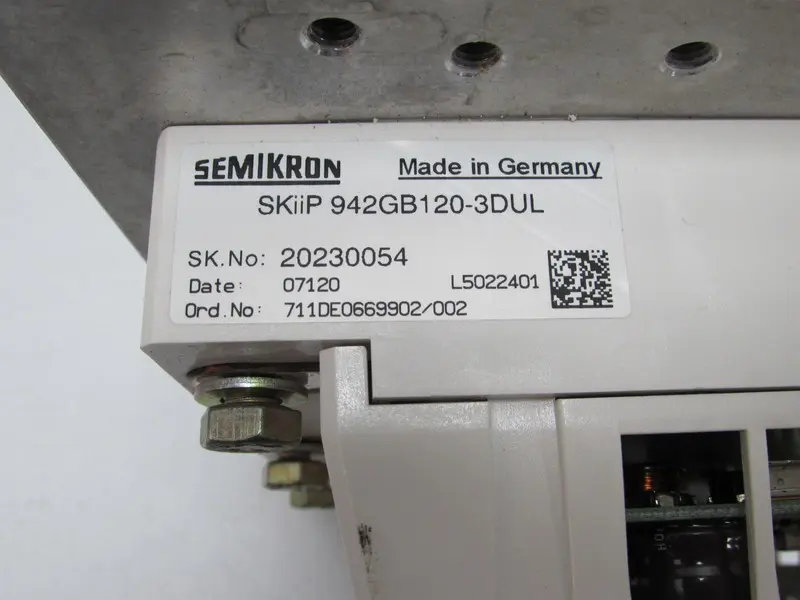 SEMIKRON Made in Germany
SKiiP 942GB120-3DUL
SK.No: 20230054
Date: 07120 L5022401
Ord.No: 711DE0669902/002